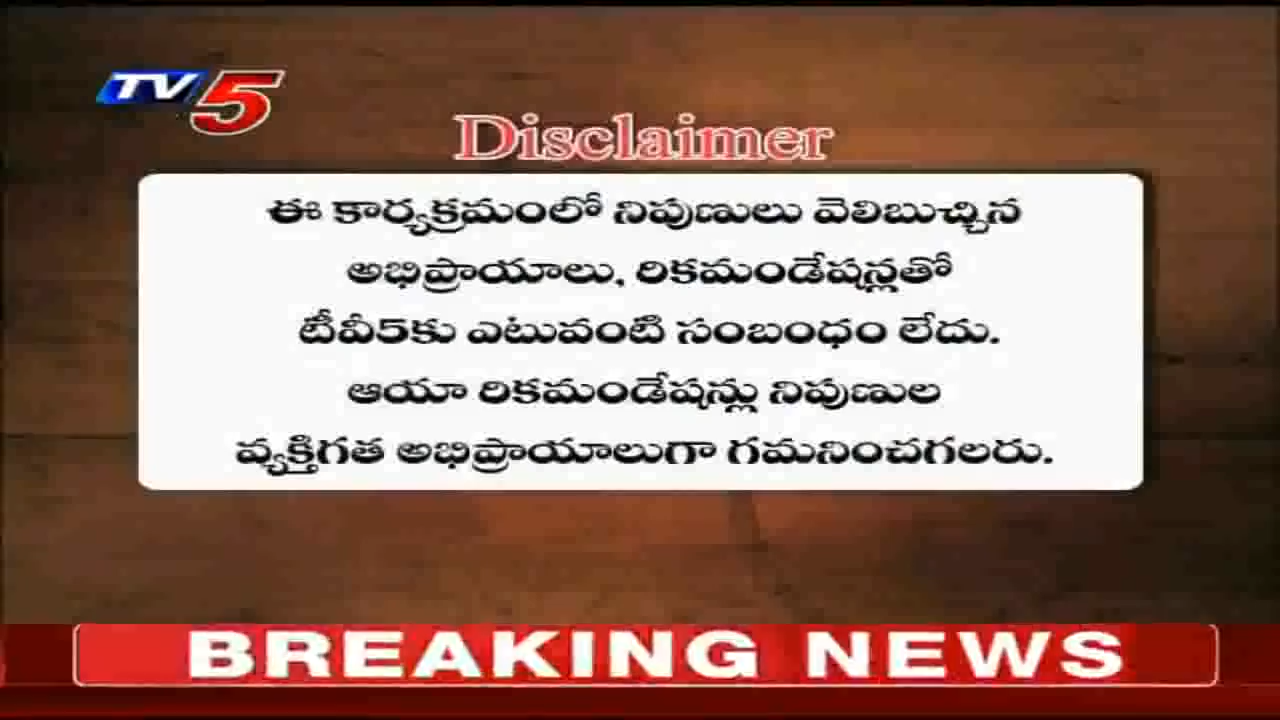 TV5
Disclaimer
ఈ కార్యక్రమంలో నిపుణులు వెలిబుచ్చిన
అభిప్రాయాలు, రికమండేషన్లతో
టీవీ5కు ఎటువంటి సంబంధం లేదు.
ఆయా రికమండేషన్లు నిపుణుల
వ్యక్తిగత అభిప్రాయాలుగా గమనించగలరు.
BREAKING NEWS